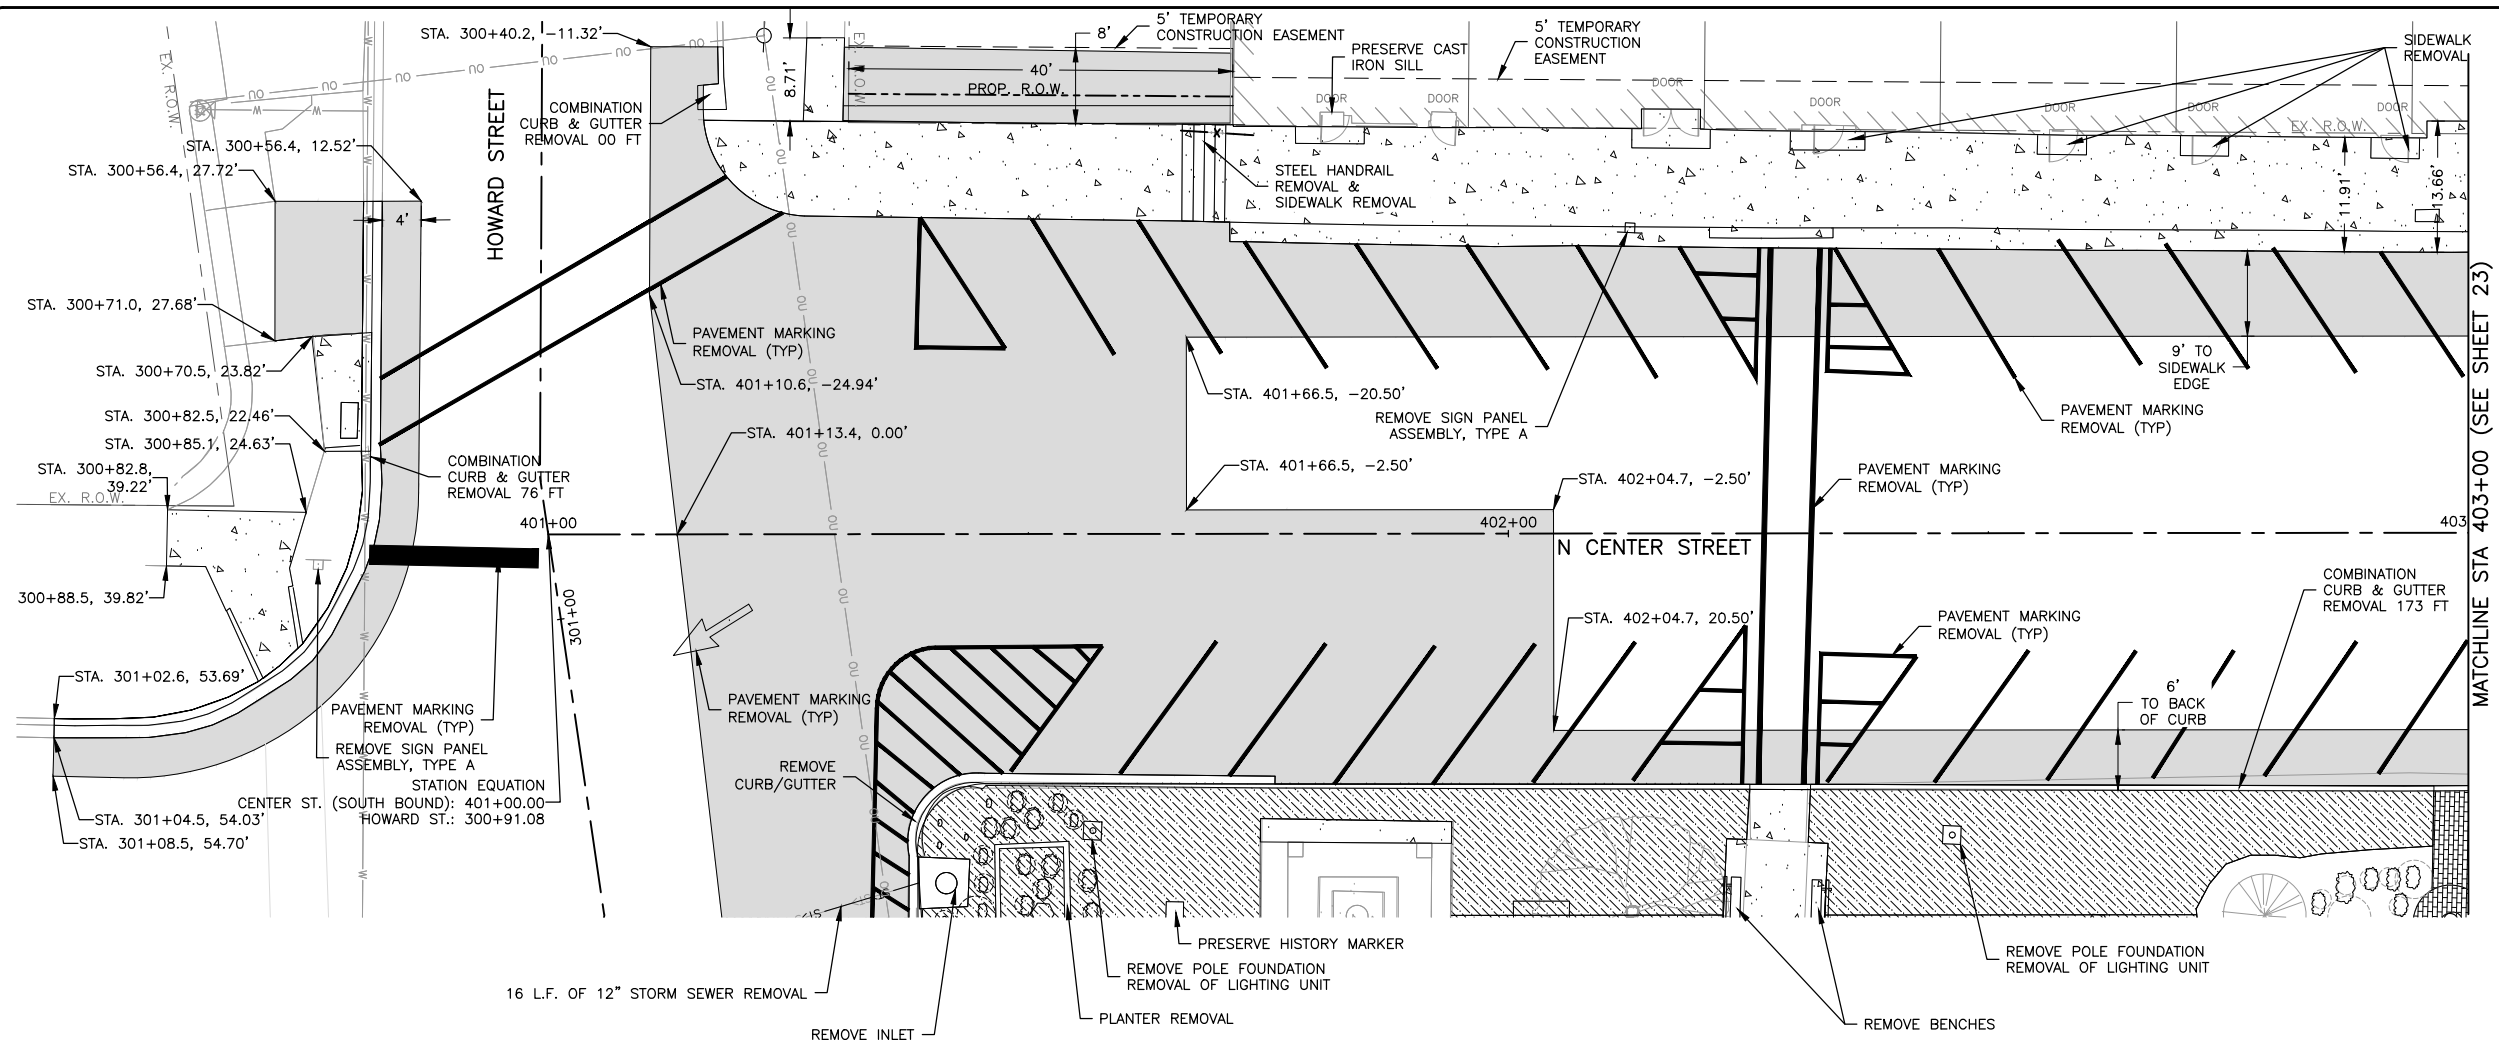 STA. 300+40.2, -11.32'
5' TEMPORARY
CONSTRUCTION EASEMENT
8'
5' TEMPORARY
CONSTRUCTION
EASEMENT
PRESERVE CAST
IRON SILL
SIDEWALK
REMOVAL
EX. R.O.W.
OU
OU
OU
OU
OU
OU
W
W
W
EX. R.O.W.
8.71'
40'
PROP. R.O.W.
DOOR
DOOR
DOOR
DOOR
DOOR
DOOR
DOOR
EX. R.O.W.
COMBINATION
CURB & GUTTER
REMOVAL 00 FT
HOWARD STREET
STA. 300+56.4, 12.52'
STA. 300+56.4, 27.72'
4'
STEEL HANDRAIL
REMOVAL &
SIDEWALK REMOVAL
11.91'
13.66'
STA. 300+71.0, 27.68'
PAVEMENT MARKING
REMOVAL (TYP)
STA. 300+70.5, 23.82'
STA. 401+10.6, -24.94'
STA. 401+66.5, -20.50'
9' TO
SIDEWALK
EDGE
REMOVE SIGN PANEL
ASSEMBLY, TYPE A
PAVEMENT MARKING
REMOVAL (TYP)
STA. 300+82.5, 22.46'
STA. 300+85.1, 24.63'
STA. 401+13.4, 0.00'
STA. 300+82.8,
39.22'
EX. R.O.W.
COMBINATION
CURB & GUTTER
REMOVAL 76 FT
STA. 401+66.5, -2.50'
STA. 402+04.7, -2.50'
PAVEMENT MARKING
REMOVAL (TYP)
401+00
402+00
403
N CENTER STREET
MATCHLINE STA 403+00 (SEE SHEET 23)
300+88.5, 39.82'
301+00
COMBINATION
CURB & GUTTER
REMOVAL 173 FT
STA. 402+04.7, 20.50'
PAVEMENT MARKING
REMOVAL (TYP)
STA. 301+02.6, 53.69'
PAVEMENT MARKING
REMOVAL (TYP)
PAVEMENT MARKING
REMOVAL (TYP)
6'
TO BACK
OF CURB
REMOVE SIGN PANEL
ASSEMBLY, TYPE A
REMOVE
CURB/GUTTER
STATION EQUATION
CENTER ST. (SOUTH BOUND): 401+00.00
HOWARD ST.: 300+91.08
STA. 301+04.5, 54.03'
STA. 301+08.5, 54.70'
PRESERVE HISTORY MARKER
REMOVE POLE FOUNDATION
REMOVAL OF LIGHTING UNIT
REMOVE POLE FOUNDATION
REMOVAL OF LIGHTING UNIT
16 L.F. OF 12" STORM SEWER REMOVAL
PLANTER REMOVAL
REMOVE INLET
REMOVE BENCHES